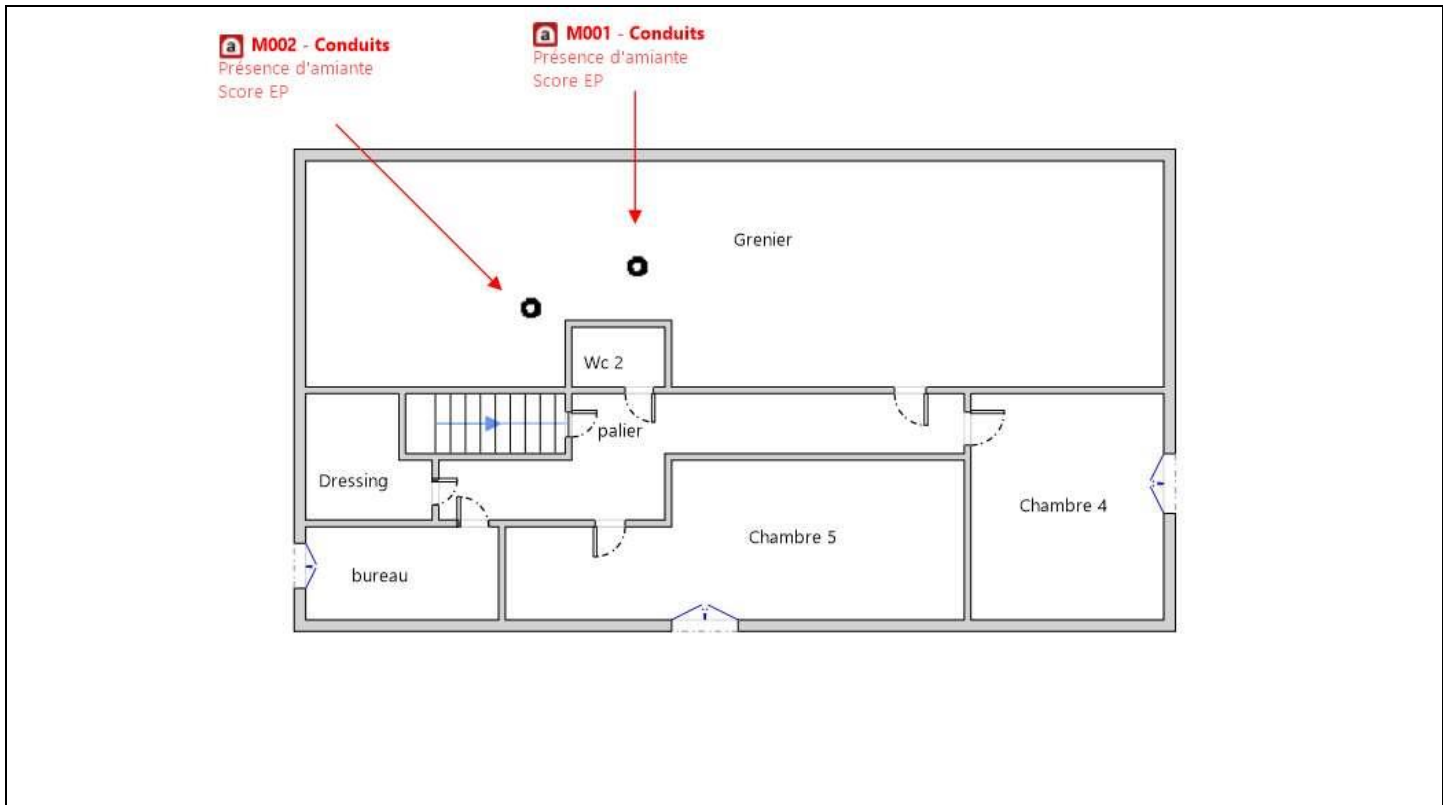 a M002 - Conduits
Présence d'amiante
Score EP
a M001 - Conduits
Présence d'amiante
Score EP
Grenier
Wc 2
palier
Dressing
Chambre 4
Chambre 5
bureau